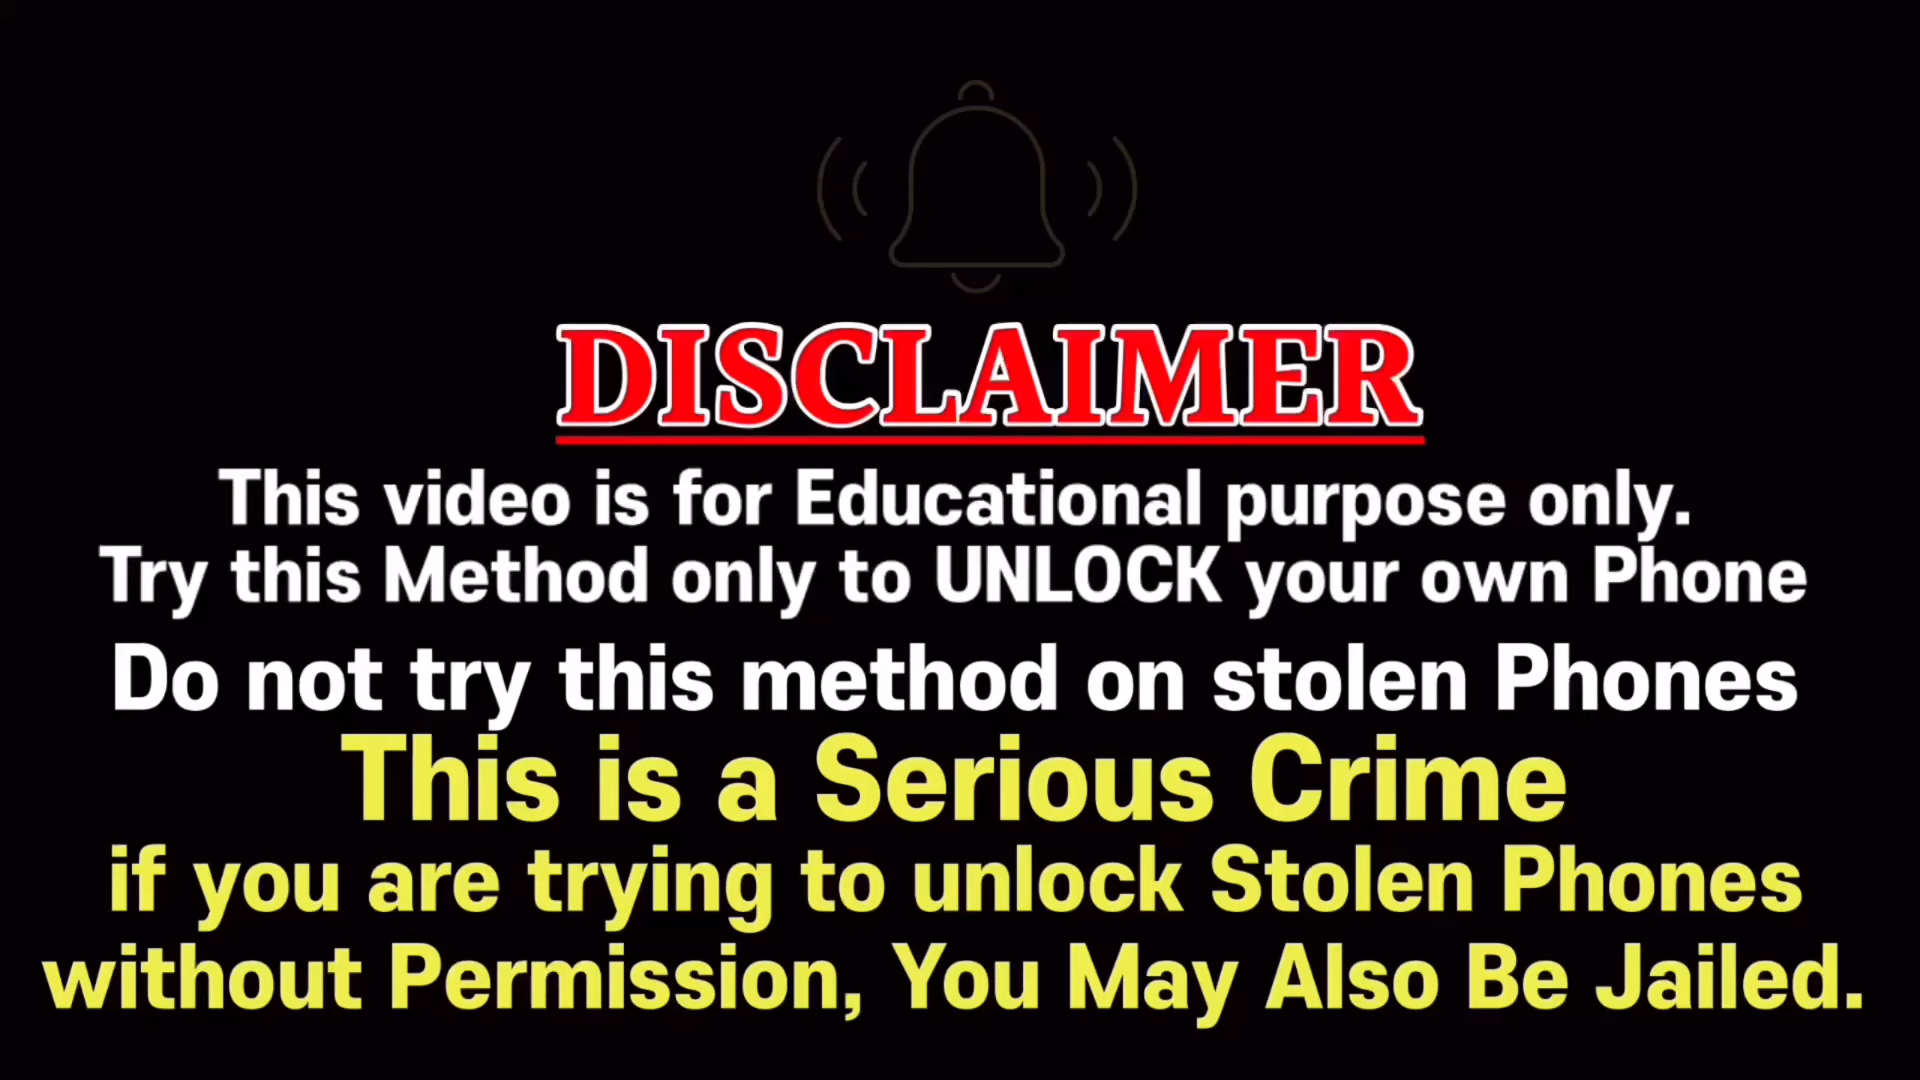 DISCLAIMER
This video is for Educational purpose only.
Try this Method only to UNLOCK your own Phone
Do not try this method on stolen Phones
This is a Serious Crime
if you are trying to unlock Stolen Phones
without Permission, You May Also Be Jailed.